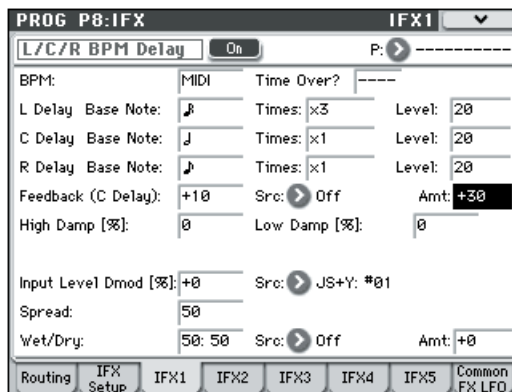 PROG P8:IFX IFX1
L/C/R BPM Delay On P: ----------
BPM: MIDI Time Over? ----
L Delay Base Note: Times: x3 Level: 20
C Delay Base Note: Times: x1 Level: 20
R Delay Base Note: Times: x1 Level: 20
Feedback (C Delay): +10 Src: Off Amt: +30
High Damp [%]: 0 Low Damp [%]: 0
Input Level Dmod [%]: +0 Src: JS+Y: #01
Spread: 50
Wet/Dry: 50: 50 Src: Off Amt: +0
Routing IFX Setup IFX1 IFX2 IFX3 IFX4 IFX5 Common FX LFO